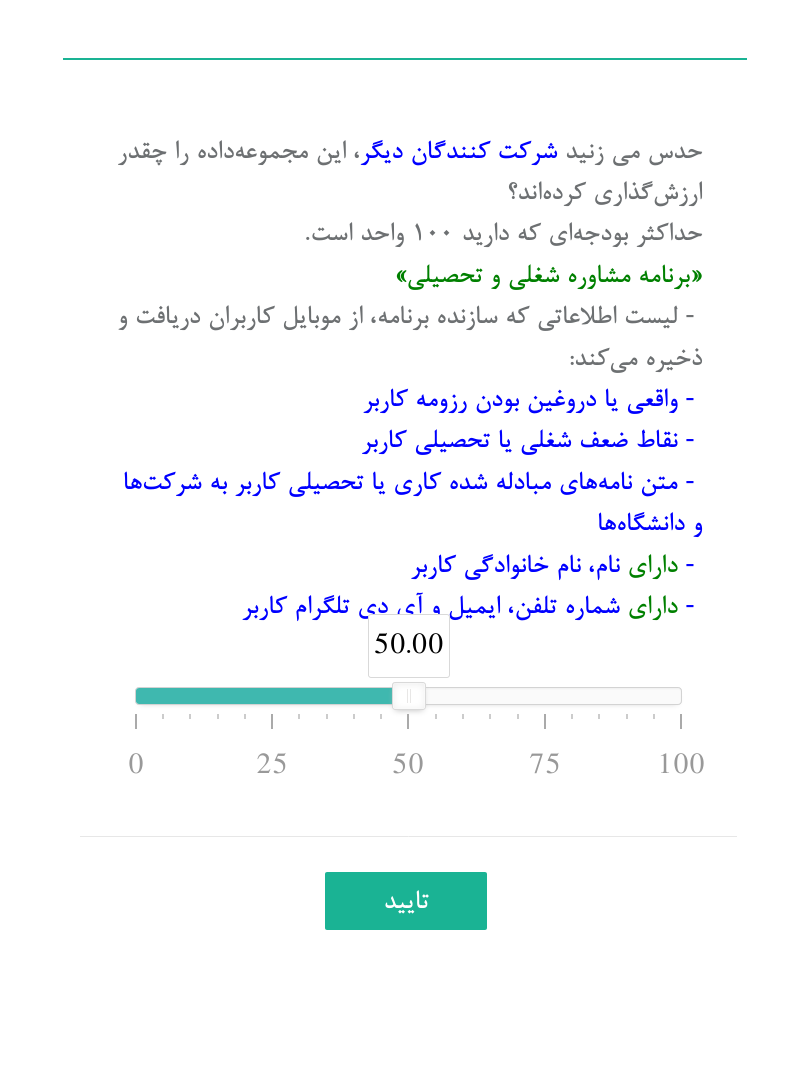 حدس می زنید شرکت کنندگان دیگر، این مجموعه‌داده را چقدر
ارزش‌گذاری کرده‌اند؟
حداکثر بودجه‌ای که دارید ۱۰۰ واحد است.
«برنامه مشاوره شغلی و تحصیلی»
- لیست اطلاعاتی که سازنده برنامه، از موبایل کاربران دریافت و
ذخیره می‌کند:
- واقعی یا دروغین بودن رزومه کاربر
- نقاط ضعف شغلی یا تحصیلی کاربر
- متن نامه‌های مبادله شده کاری یا تحصیلی کاربر به شرکت‌ها
و دانشگاه‌ها
- دارای نام، نام خانوادگی کاربر
- دارای شماره تلفن، ایمیل و آی دی تلگرام کاربر
50.00
0 25 50 75 100
تایید